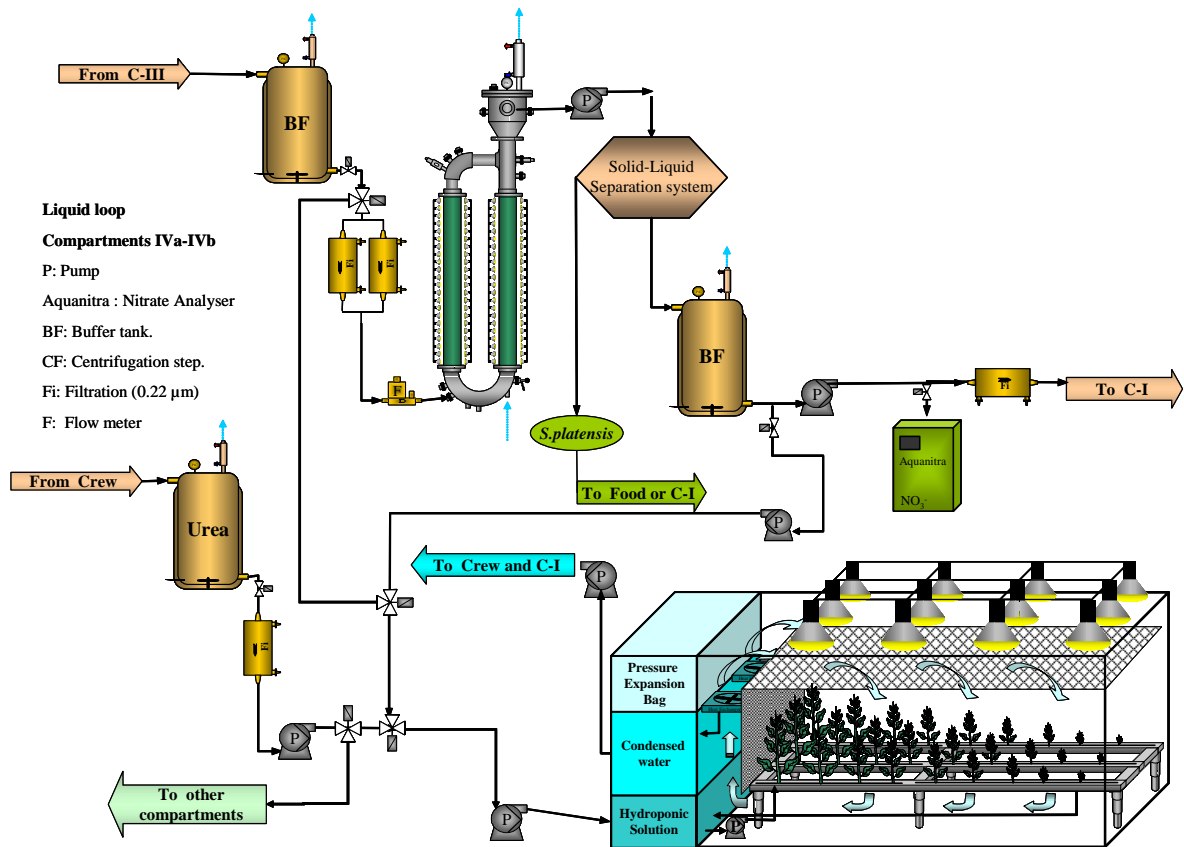 From C-III
BF
P
Solid-Liquid
Separation system
Liquid loop
Compartments IVa-IVb
P: Pump
Aquanitra : Nitrate Analyser
BF: Buffer tank.
CF: Centrifugation step.
Fi: Filtration (0.22 µm)
F: Flow meter
Fi
Fi
F
BF
P
Fi
To C-I
S.platensis
To Food or C-I
Aquanitra
NO3-
From Crew
Urea
P
To Crew and C-I
P
Fi
Pressure
Expansion
Bag
Condensed
water
Hydroponic
Solution
P
P
P
To other
compartments